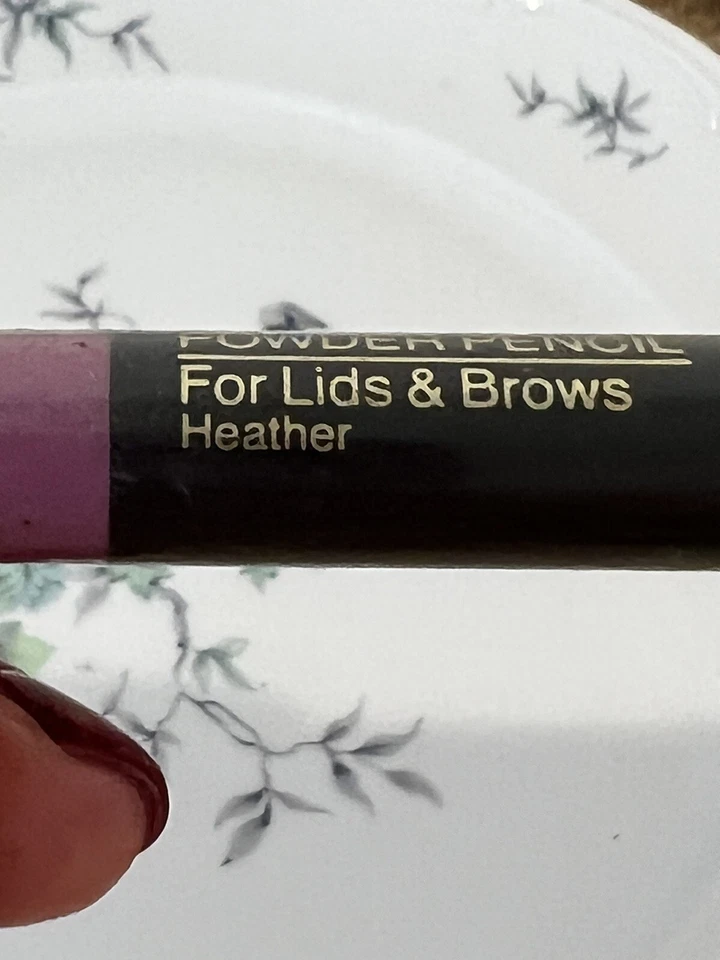 POWDER PENCIL
For Lids & Brows
Heather